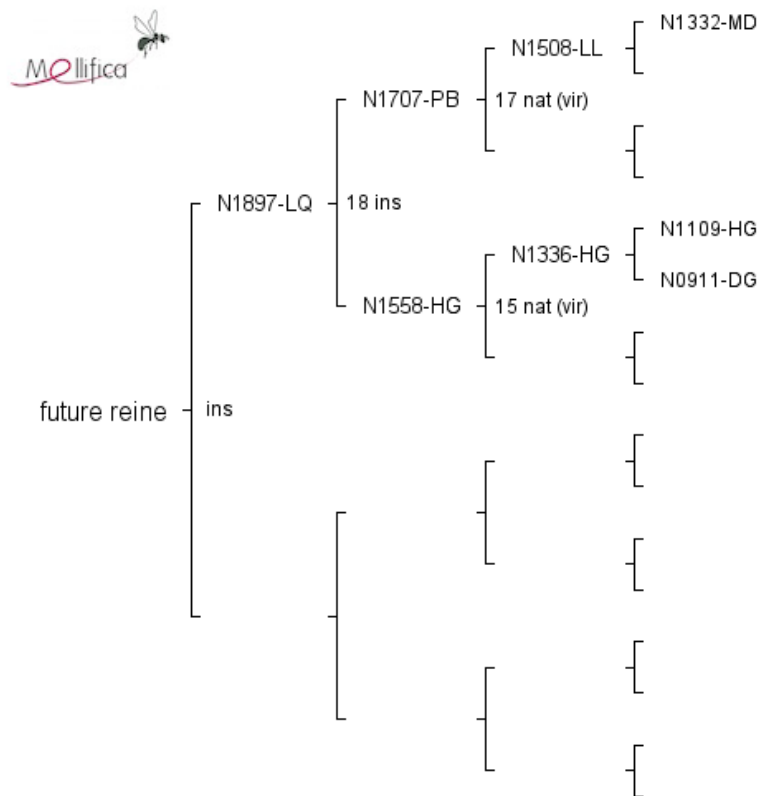 Mellifica
N1332-MD
N1508-LL
N1707-PB
17 nat (vir)
N1897-LQ
18 ins
N1109-HG
N1336-HG
N0911-DG
N1558-HG
15 nat (vir)
future reine
ins